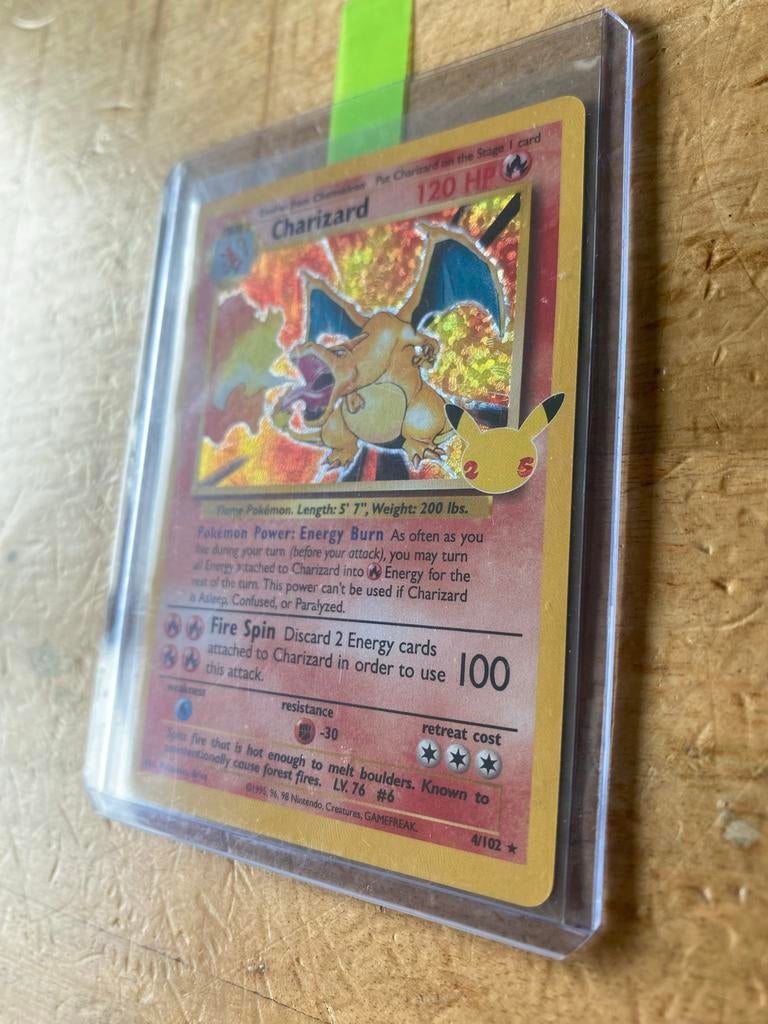 Put Charizard on the Stage 1 card
Charizard 120 HP
25
Flame Pokémon. Length: 5' 7", Weight: 200 lbs.
Pokémon Power: Energy Burn As often as you
like during your turn (before your attack), you may turn
all Energy attached to Charizard into Energy for the
rest of the turn. This power can't be used if Charizard
is Asleep, Confused, or Paralyzed.
Fire Spin Discard 2 Energy cards
attached to Charizard in order to use 100
this attack.
weakness resistance retreat cost
-30
Spits fire that is hot enough to melt boulders. Known to
unintentionally cause forest fires. LV. 76 #6
©1995, 96, 98 Nintendo, Creatures, GAMEFREAK.
4/102